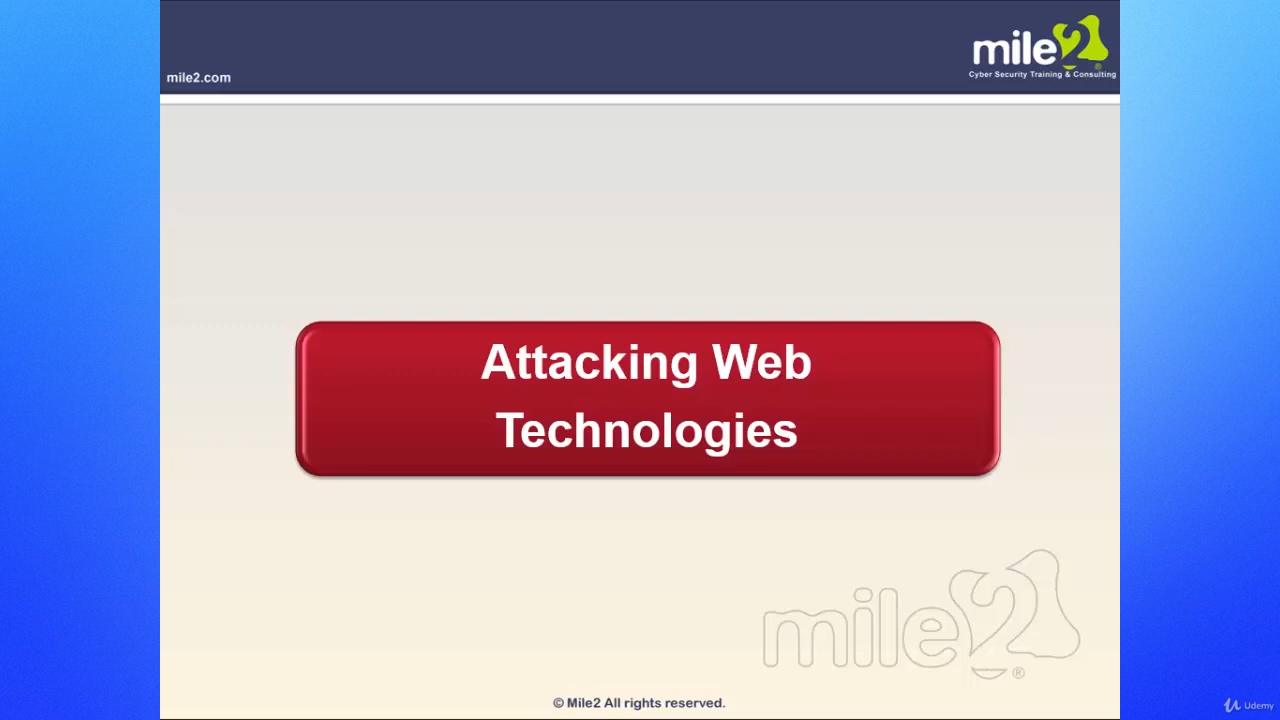 mile2
Cyber Security Training & Consulting
mile2.com
Attacking Web
Technologies
mile2
®
© Mile2 All rights reserved.
Udemy